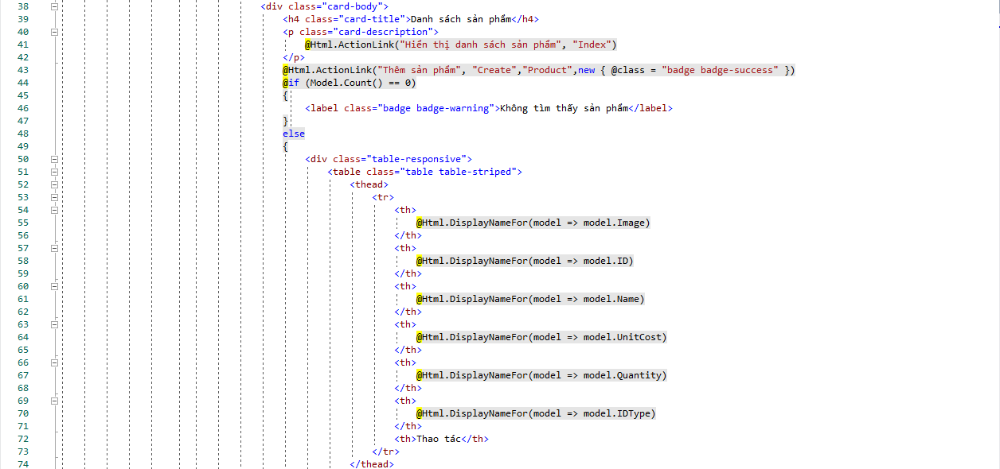 38 <div class="card-body">
39 <h4 class="card-title">Danh sách sản phẩm</h4>
40 <p class="card-description">
41 @Html.ActionLink("Hiển thị danh sách sản phẩm", "Index")
42 </p>
43 @Html.ActionLink("Thêm sản phẩm", "Create","Product",new { @class = "badge badge-success" })
44 @if (Model.Count() == 0)
45 {
46 <label class="badge badge-warning">Không tìm thấy sản phẩm</label>
47 }
48 else
49 {
50 <div class="table-responsive">
51 <table class="table table-striped">
52 <thead>
53 <tr>
54 <th>
55 @Html.DisplayNameFor(model => model.Image)
56 </th>
57 <th>
58 @Html.DisplayNameFor(model => model.ID)
59 </th>
60 <th>
61 @Html.DisplayNameFor(model => model.Name)
62 </th>
63 <th>
64 @Html.DisplayNameFor(model => model.UnitCost)
65 </th>
66 <th>
67 @Html.DisplayNameFor(model => model.Quantity)
68 </th>
69 <th>
70 @Html.DisplayNameFor(model => model.IDType)
71 </th>
72 <th>Thao tác</th>
73 </tr>
74 </thead>